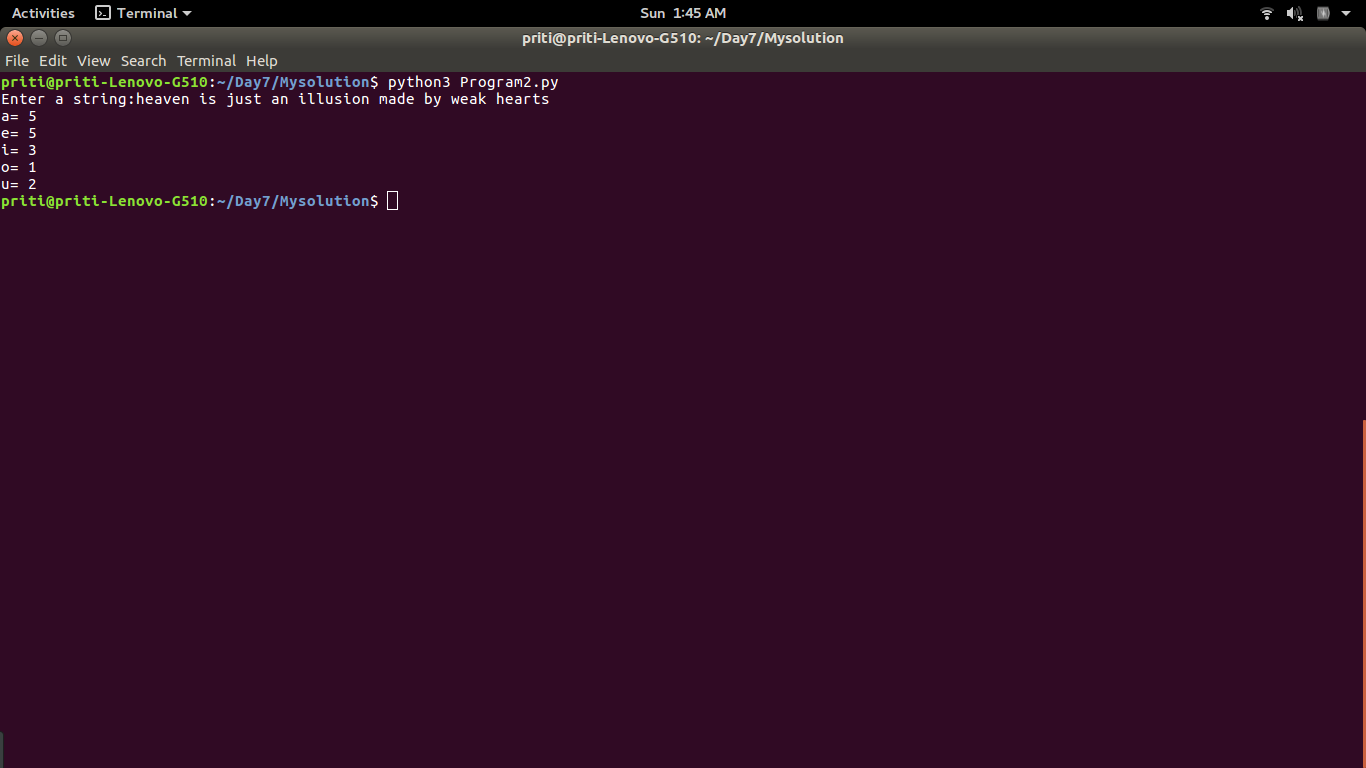 Activities Terminal Sun 1:45 AM
priti@priti-Lenovo-G510: ~/Day7/Mysolution
File Edit View Search Terminal Help
priti@priti-Lenovo-G510:~/Day7/Mysolution$ python3 Program2.py
Enter a string:heaven is just an illusion made by weak hearts
a= 5
e= 5
i= 3
o= 1
u= 2
priti@priti-Lenovo-G510:~/Day7/Mysolution$